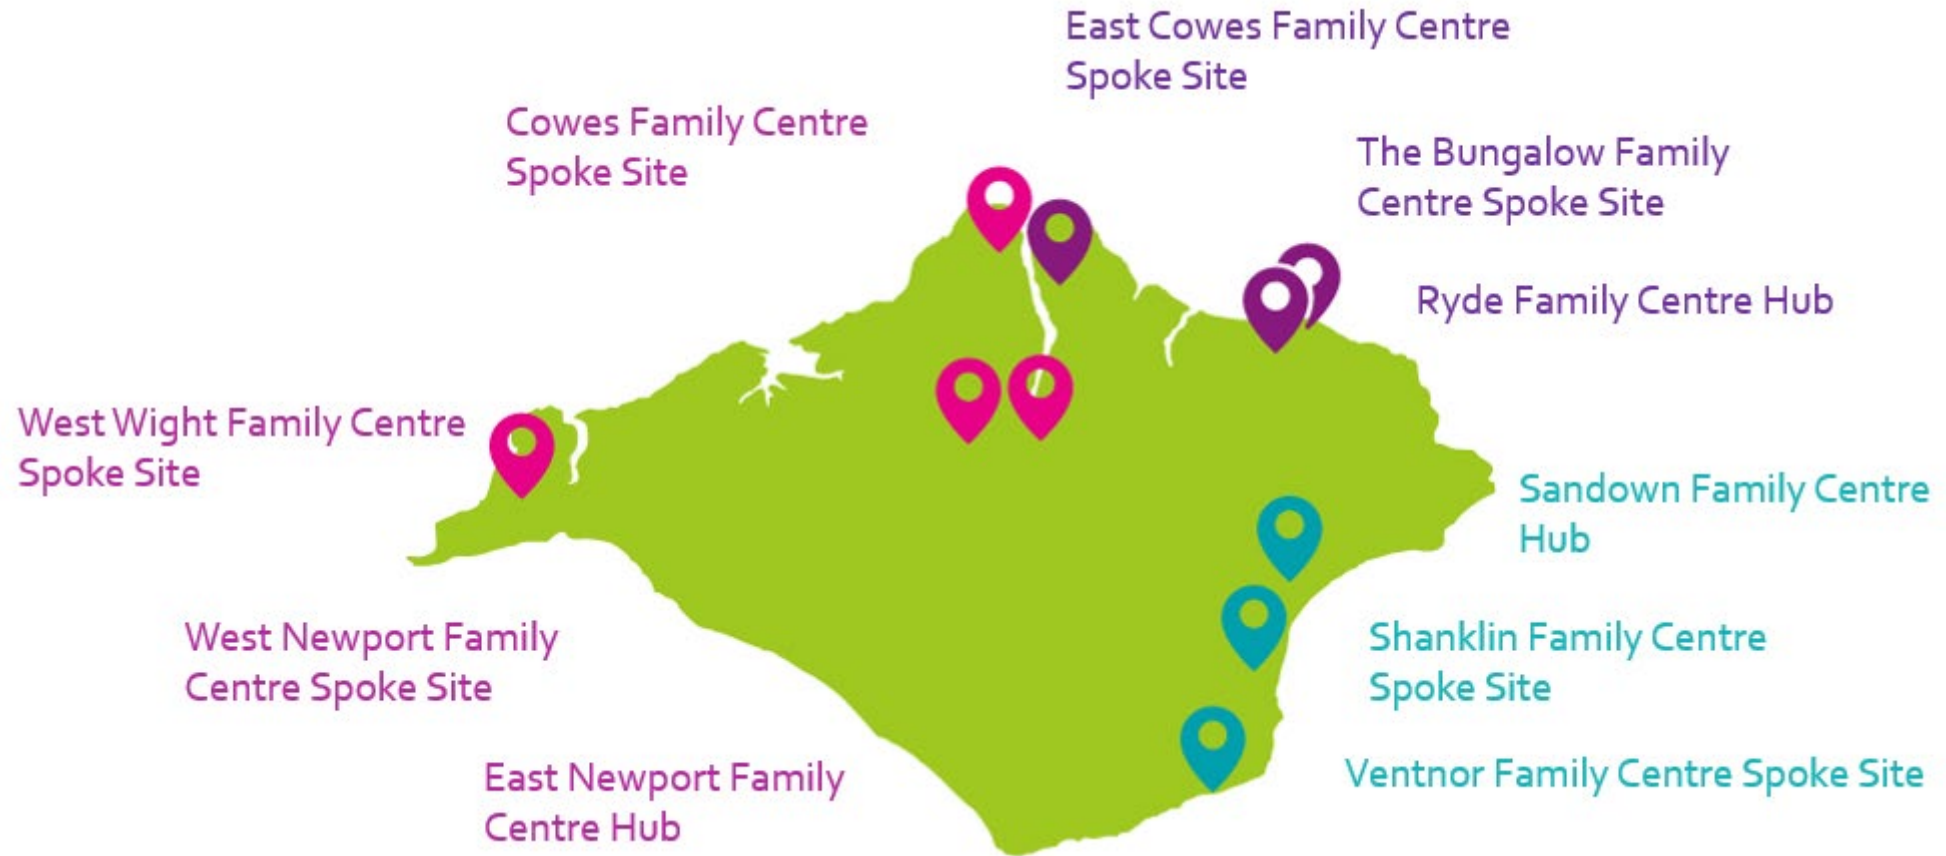 East Cowes Family Centre
Spoke Site
Cowes Family Centre
Spoke Site
The Bungalow Family
Centre Spoke Site
Ryde Family Centre Hub
West Wight Family Centre
Spoke Site
Sandown Family Centre
Hub
West Newport Family
Centre Spoke Site
Shanklin Family Centre
Spoke Site
East Newport Family
Centre Hub
Ventnor Family Centre Spoke Site